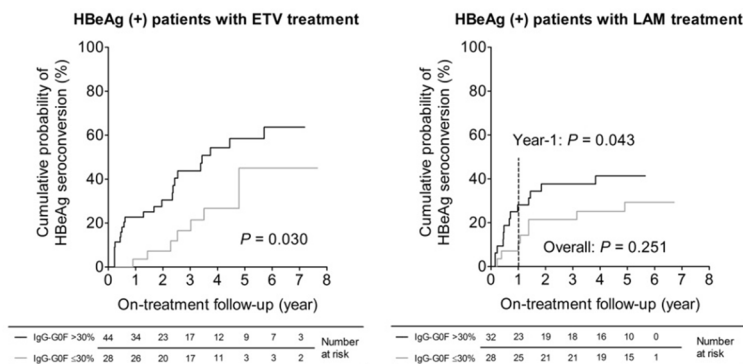 HBeAg (+) patients with ETV treatment
Cumulative probability of
HBeAg seroconversion (%)
100
80
60
40
20
0
P = 0.030
0 1 2 3 4 5 6 7 8
On-treatment follow-up (year)
IgG-G0F >30% 44 34 23 17 12 9 7 3
IgG-G0F ≤30% 28 26 20 17 11 3 3 2
Number
at risk
HBeAg (+) patients with LAM treatment
Cumulative probability of
HBeAg seroconversion (%)
100
80
60
40
20
0
Year-1: P = 0.043
Overall: P = 0.251
0 1 2 3 4 5 6 7 8
On-treatment follow-up (year)
IgG-G0F >30% 32 23 19 18 16 10 0
IgG-G0F ≤30% 28 25 21 21 19 15 8
Number
at risk